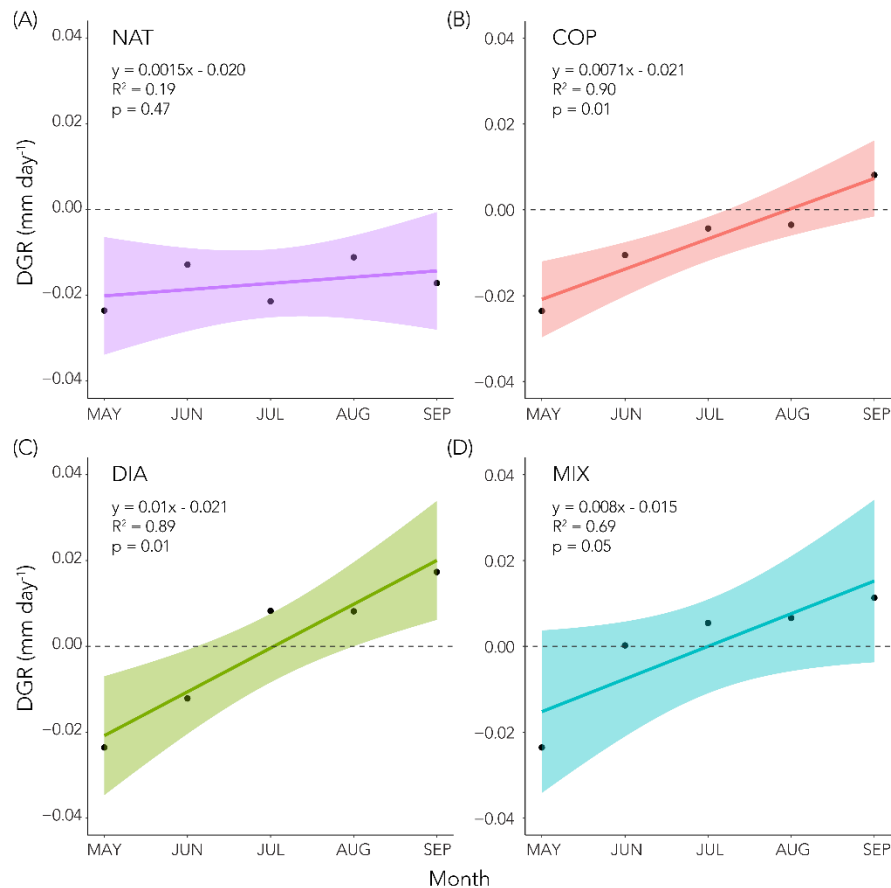 (A)
NAT
y = 0.0015x - 0.020
R² = 0.19
p = 0.47
0.04
0.02
0.00
−0.02
−0.04
DGR (mm day⁻¹)
MAY JUN JUL AUG SEP
(B)
COP
y = 0.0071x - 0.021
R² = 0.90
p = 0.01
0.04
0.02
0.00
−0.02
−0.04
MAY JUN JUL AUG SEP
(C)
DIA
y = 0.01x - 0.021
R² = 0.89
p = 0.01
0.04
0.02
0.00
−0.02
−0.04
DGR (mm day⁻¹)
MAY JUN JUL AUG SEP
(D)
MIX
y = 0.008x - 0.015
R² = 0.69
p = 0.05
0.04
0.02
0.00
−0.02
−0.04
MAY JUN JUL AUG SEP
Month